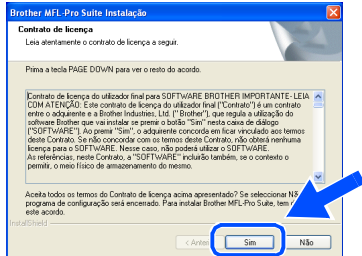 Brother MFL-Pro Suite Instalação
Contrato de licença
Leia atentamente o contrato de licença a seguir.
Prima a tecla PAGE DOWN para ver o resto do acordo.
Contrato de licença do utilizador final para SOFTWARE BROTHER IMPORTANTE- LEIA
COM ATENÇÃO: Este contrato de licença do utilizador final ("Contrato") é um contrato
entre o adquirente e a Brother Industries, Ltd. ("Brother"), que regula a utilização do
software Brother que vai instalar se premir o botão "Sim" nesta caixa de diálogo
("SOFTWARE"). Ao premir "Sim", o adquirente concorda em ficar vinculado aos termos
deste Contrato. Se não concordar com os termos deste Contrato, não obterá nenhuma
licença para o SOFTWARE. Nesse caso, não poderá utilizar o SOFTWARE.
As referências, neste Contrato, a "SOFTWARE" incluirão também, se o contexto o
permitir, o meio físico de armazenamento do mesmo.
Aceita todos os termos do Contrato de licença acima apresentado? Se seleccionar
programa de configuração será encerrado. Para instalar Brother MFL-Pro Suite, tem
este acordo.
InstallShield
Sim
Não